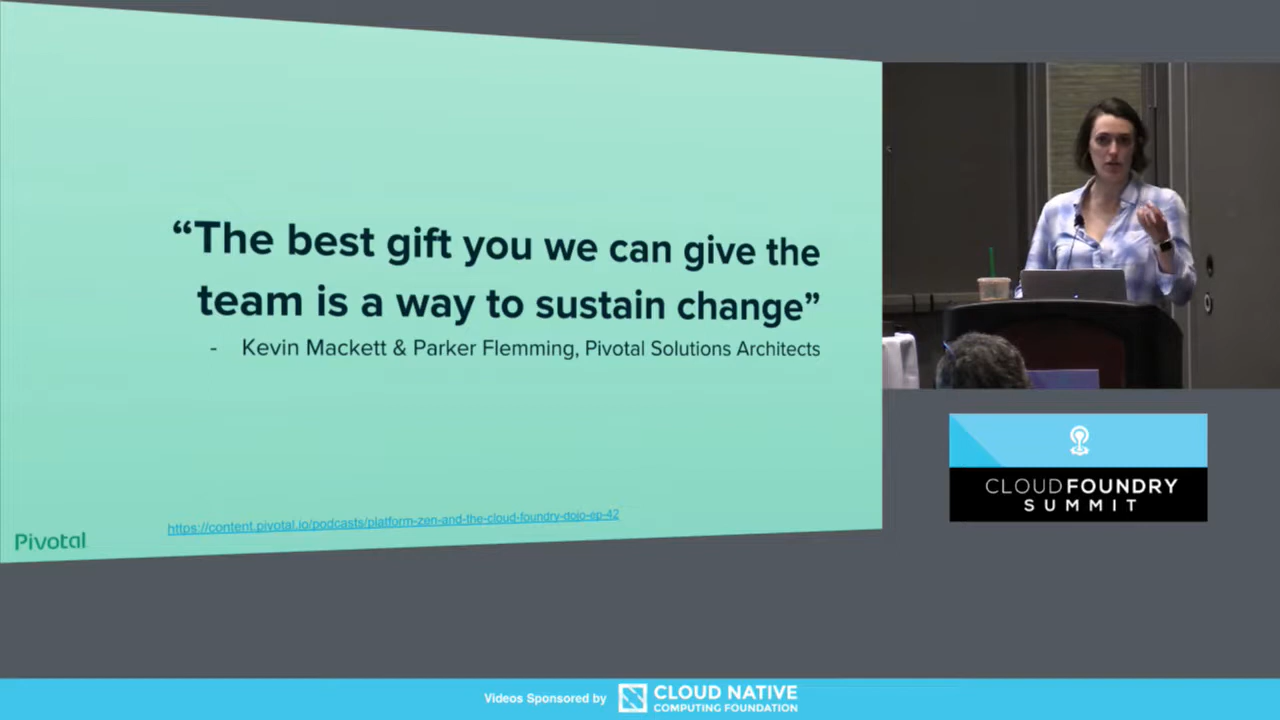 “The best gift you we can give the
team is a way to sustain change”
- Kevin Mackett & Parker Flemming, Pivotal Solutions Architects
https://content.pivotal.io/podcasts/platform-zen-and-the-cloud-foundry-dojo-ep-42
Pivotal
CLOUD FOUNDRY
SUMMIT
Videos Sponsored by
CLOUD NATIVE
COMPUTING FOUNDATION